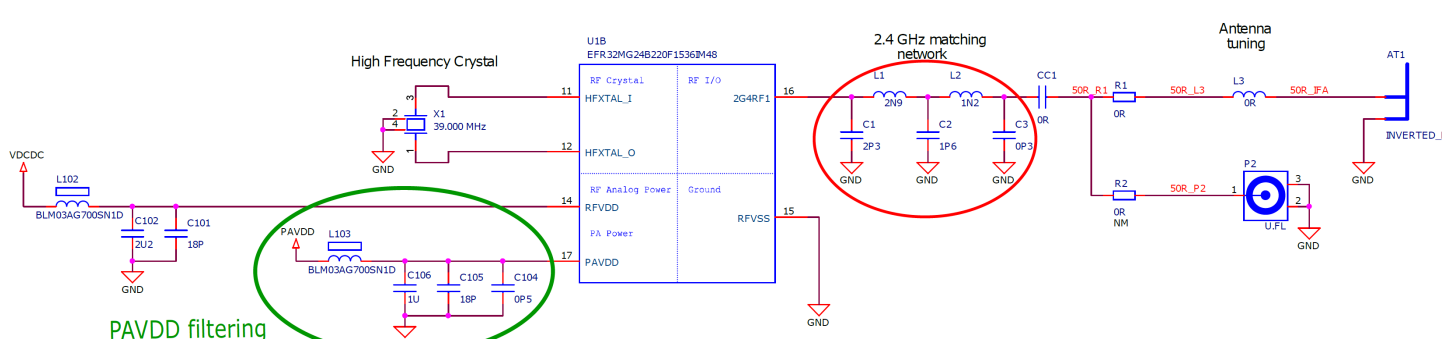 Antenna
tuning
2.4 GHz matching
network
U1B
EFR32MG24B220F1536IM48
High Frequency Crystal
AT1
RF Crystal
RF I/O
L1
L2
CC1
R1
L3
11
HFXTAL_I
2G4RF1
16
2N9
1N2
0R
50R_R1
0R
50R_L3
0R
50R_IFA
3
2
4
1
X1
39.000 MHz
GND
C1
2P3
C2
1P6
C3
0P3
INVERTED_
12
HFXTAL_O
GND
GND
GND
GND
VDCDC
L102
BLM03AG700SN1D
RF Analog Power
Ground
14
RFVDD
P2
R2
0R
NM
50R_P2
1
3
2
U.FL
GND
C102
2U2
C101
18P
GND
RFVSS
15
PA Power
PAVDD
L103
BLM03AG700SN1D
17
PAVDD
C106
1U
C105
18P
C104
0P5
GND
PAVDD filtering